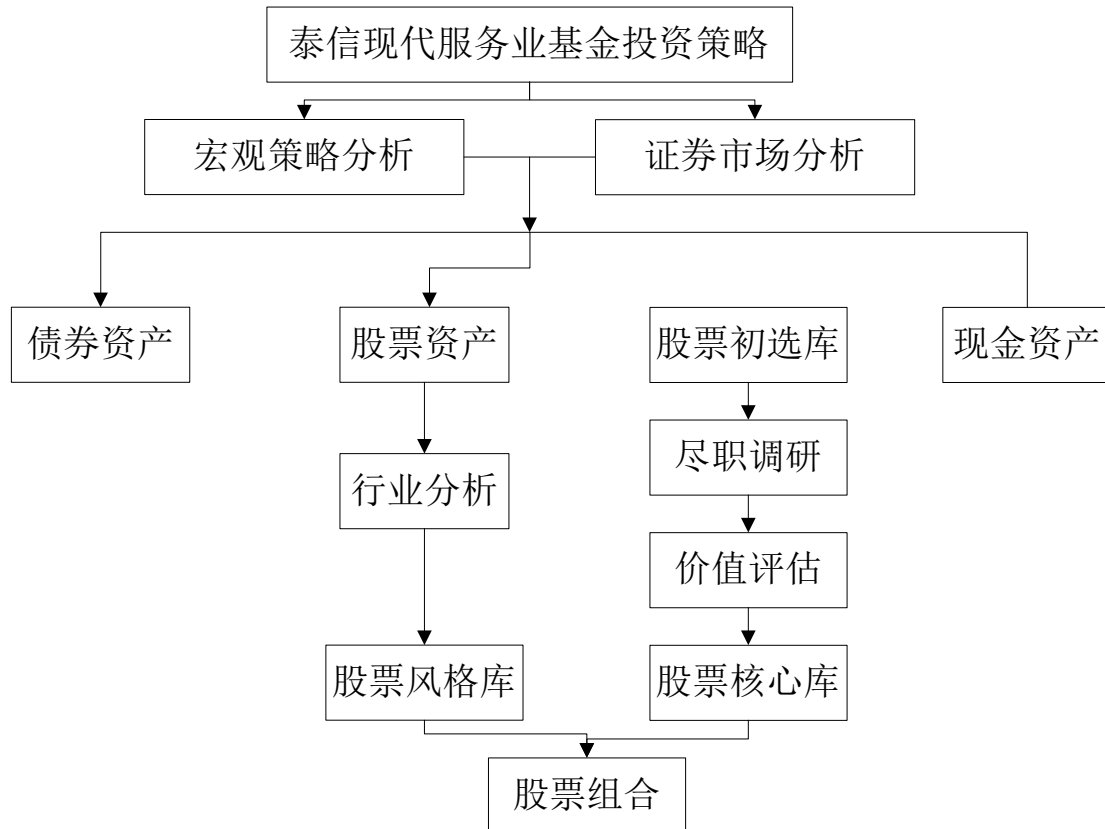 泰信现代服务业基金投资策略
宏观策略分析
证券市场分析
债券资产
股票资产
股票初选库
现金资产
尽职调研
行业分析
价值评估
股票风格库
股票核心库
股票组合